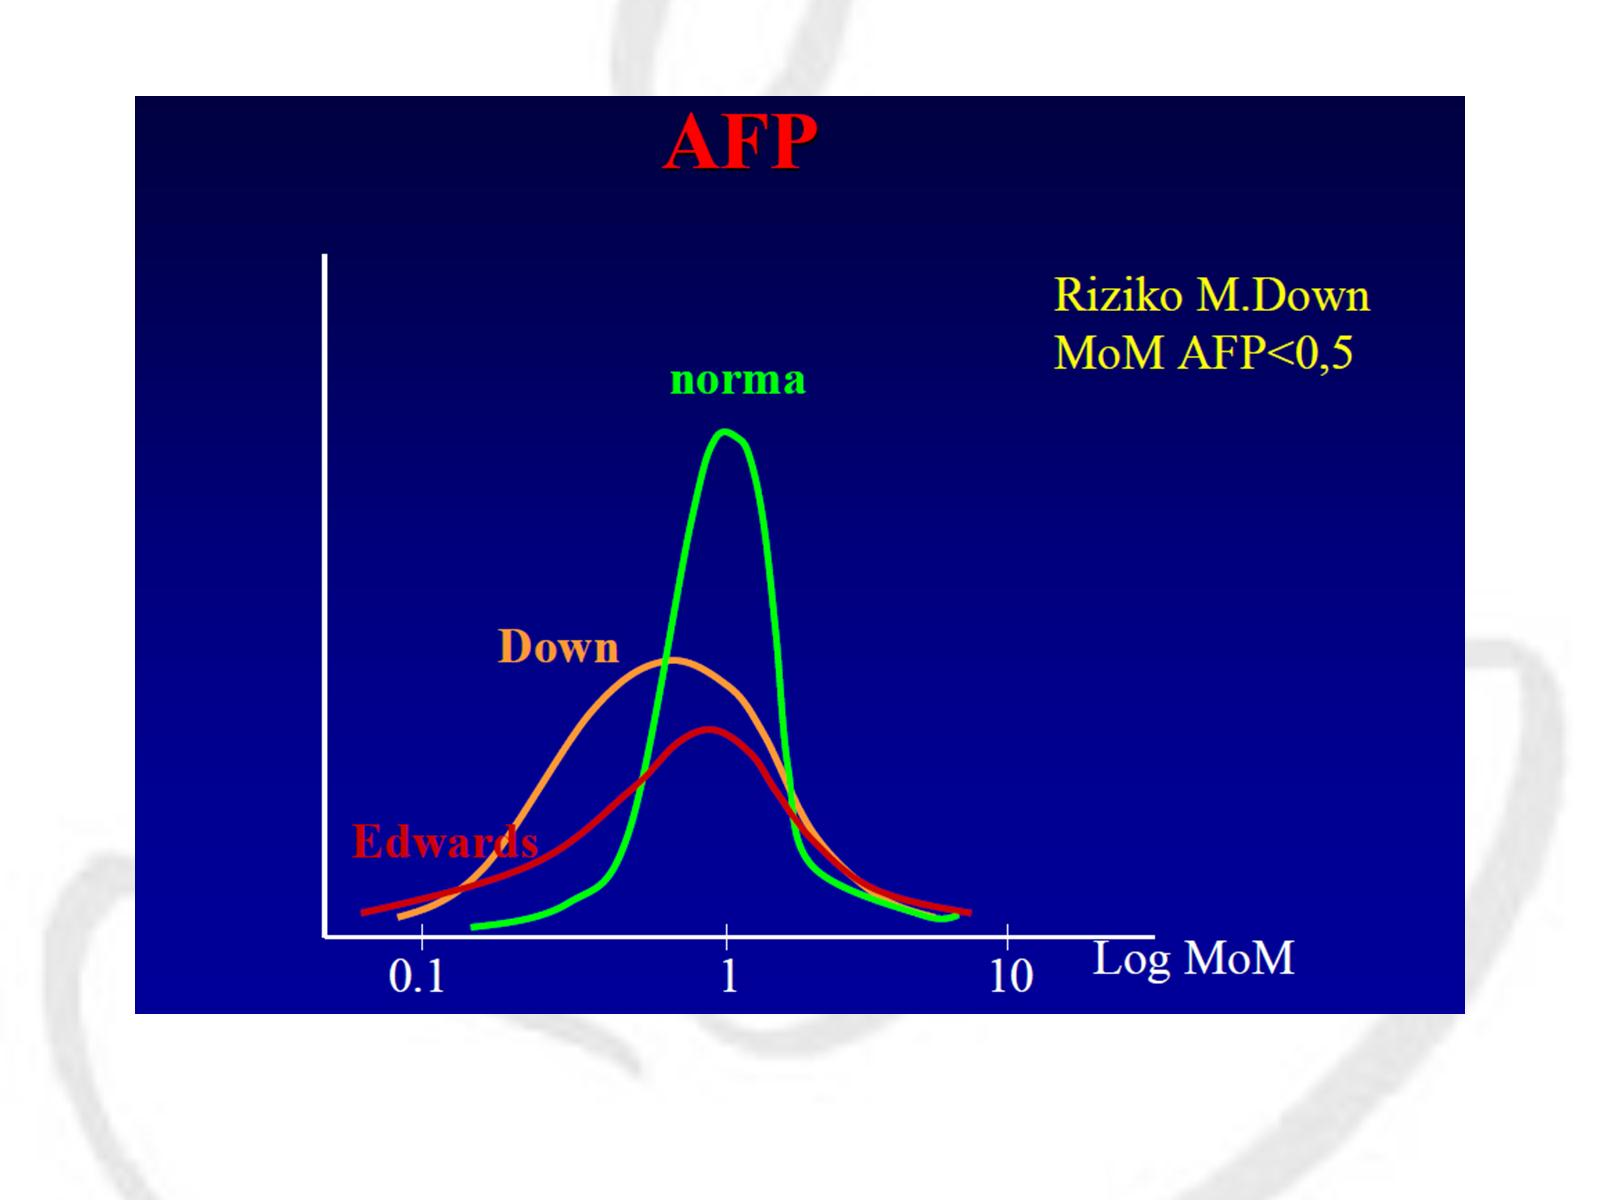 AFP
Riziko M.Down
MoM AFP<0,5
norma
Down
Edwards
0.1
1
10
Log MoM